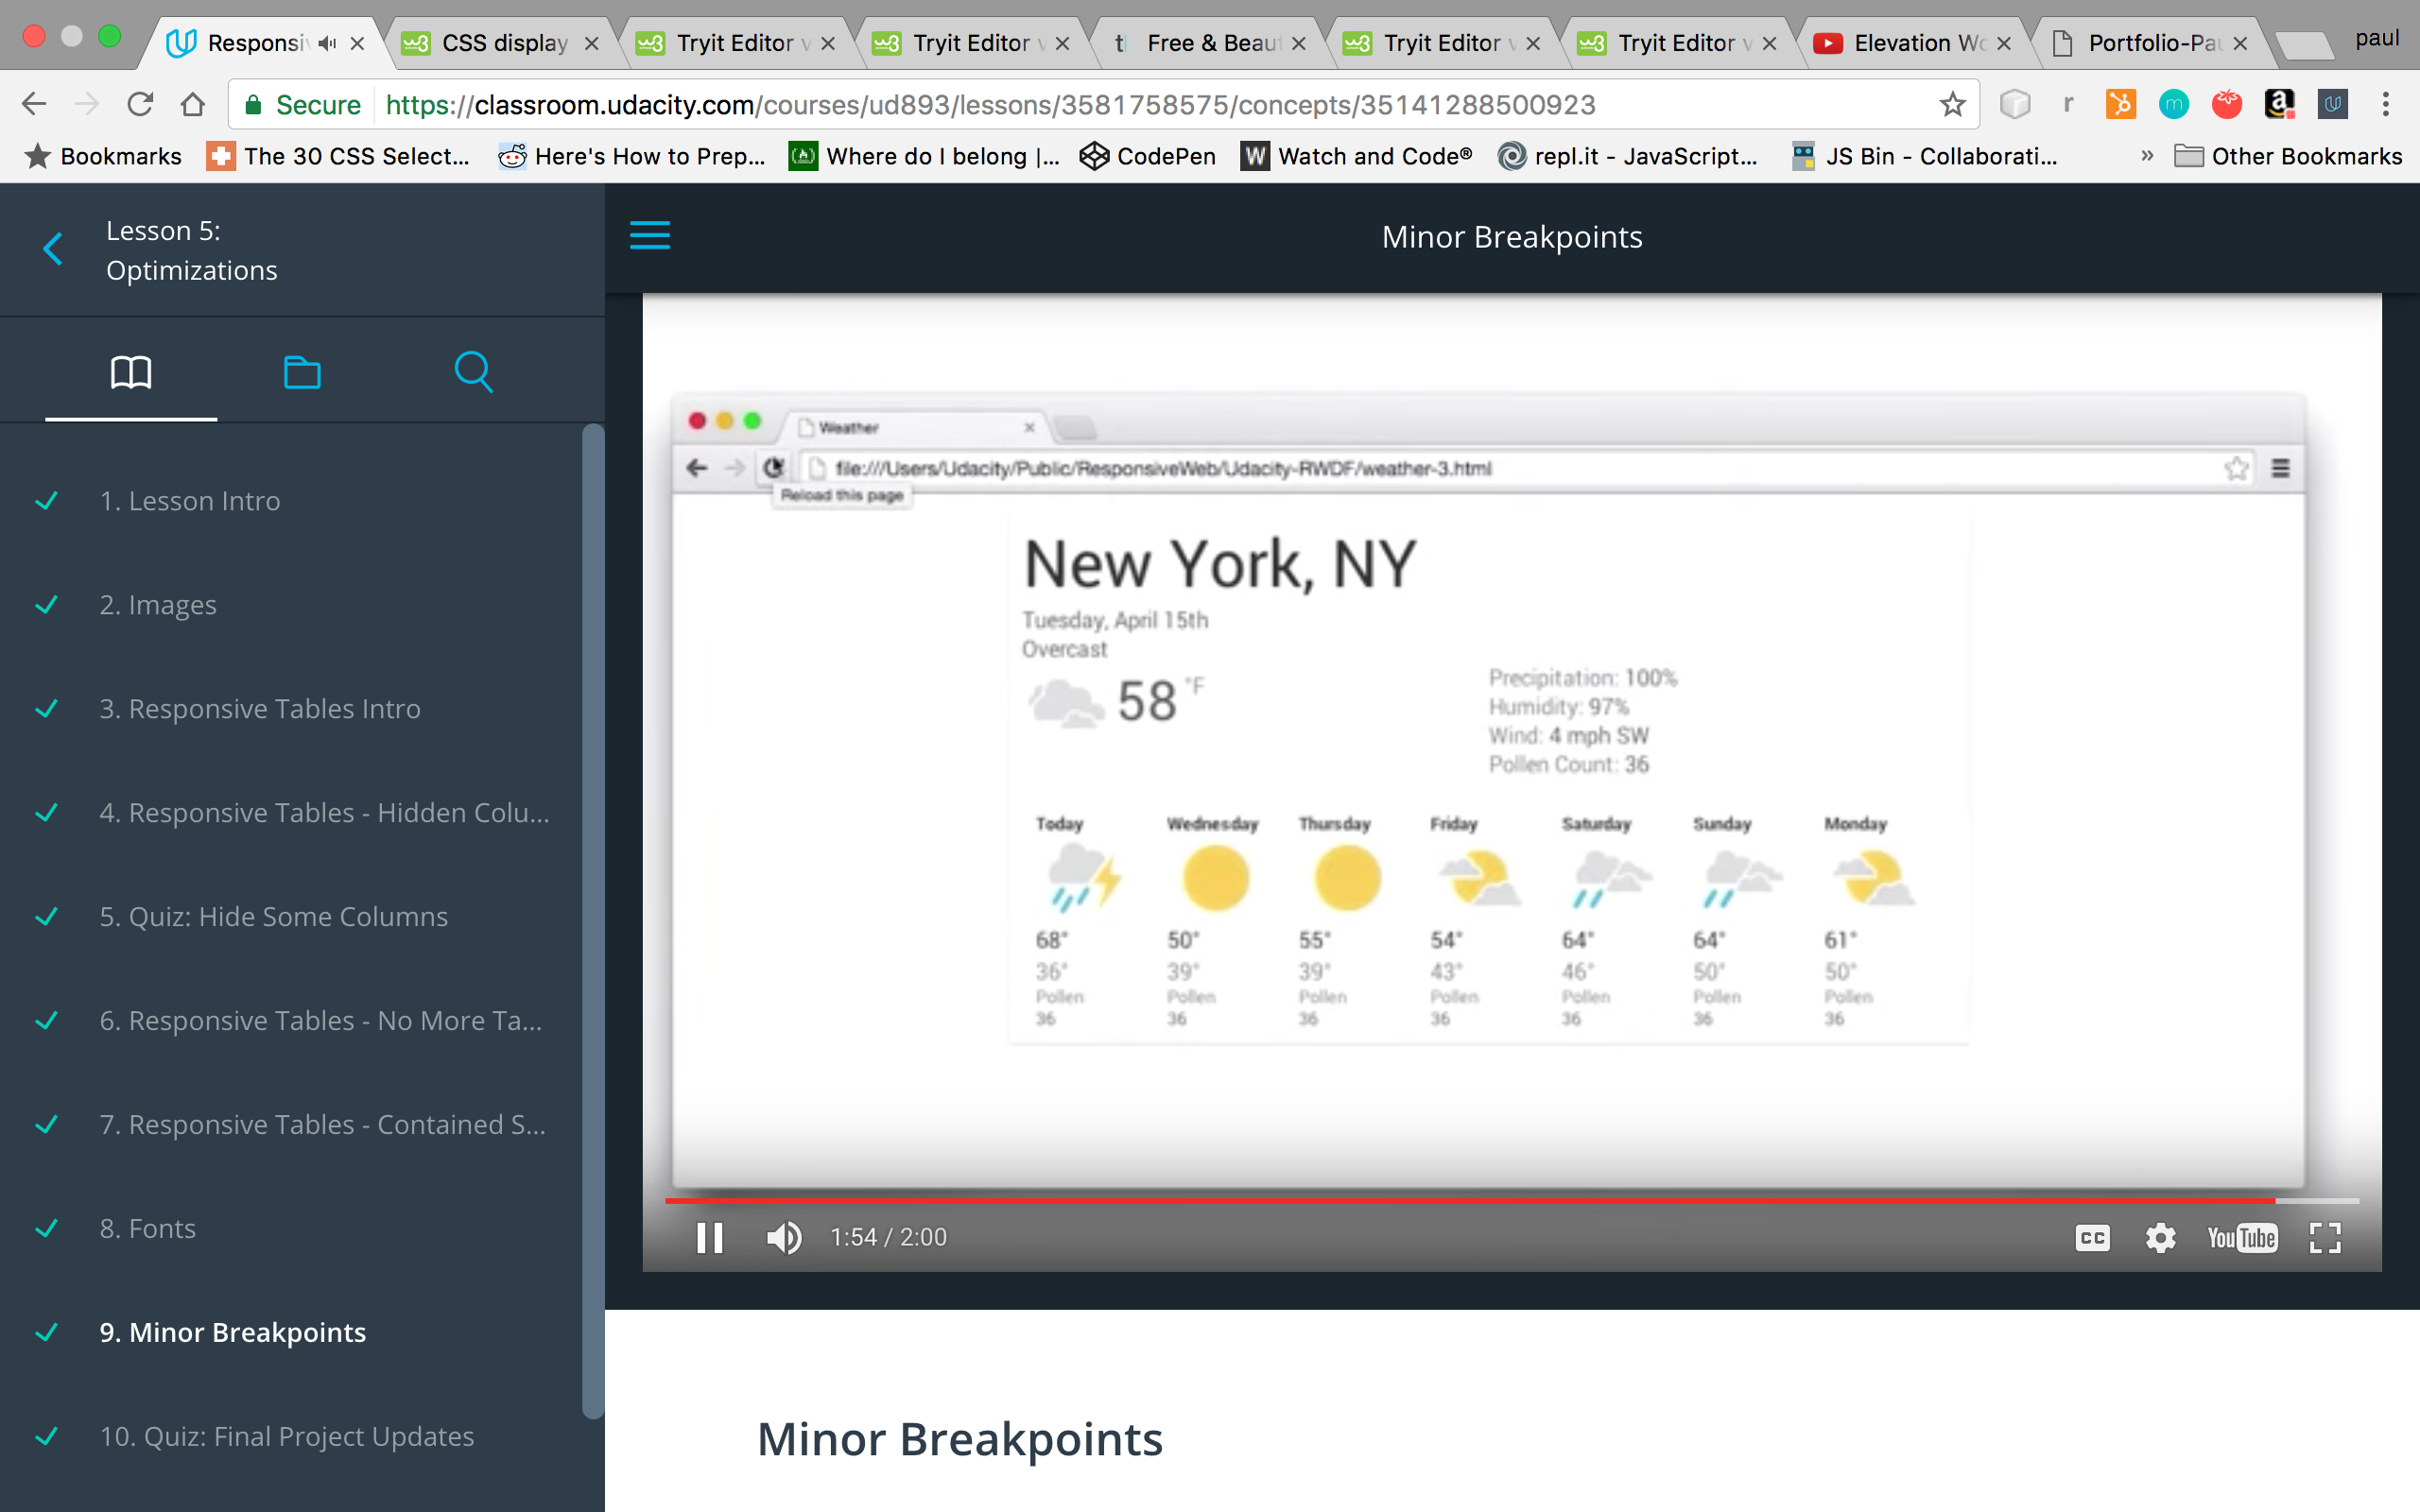 Responsi
CSS display
Tryit Editor v
Tryit Editor v
Free & Beau
Tryit Editor v
Tryit Editor v
Elevation Wo
Portfolio-Pau
paul
Secure
https://classroom.udacity.com/courses/ud893/lessons/3581758575/concepts/35141288500923
r
m
a
Bookmarks
The 30 CSS Select...
Here's How to Prep...
Where do I belong |...
CodePen
W Watch and Code®
repl.it - JavaScript...
JS Bin - Collaborati...
»
Other Bookmarks
Lesson 5:
Optimizations
1. Lesson Intro
2. Images
3. Responsive Tables Intro
4. Responsive Tables - Hidden Colu...
5. Quiz: Hide Some Columns
6. Responsive Tables - No More Ta...
7. Responsive Tables - Contained S...
8. Fonts
9. Minor Breakpoints
10. Quiz: Final Project Updates
Minor Breakpoints
Weather
file:///Users/Udacity/Public/ResponsiveWeb/Udacity-RWDF/weather-3.html
Reload this page
New York, NY
Tuesday, April 15th
Overcast
58 °F
Precipitation: 100%
Humidity: 97%
Wind: 4 mph SW
Pollen Count: 36
Today Wednesday Thursday Friday Saturday Sunday Monday
68° 50° 55° 54° 64° 64° 61°
36° 39° 39° 43° 46° 50° 50°
Pollen Pollen Pollen Pollen Pollen Pollen Pollen
36 36 36 36 36 36 36
1:54 / 2:00
CC
YouTube
Minor Breakpoints